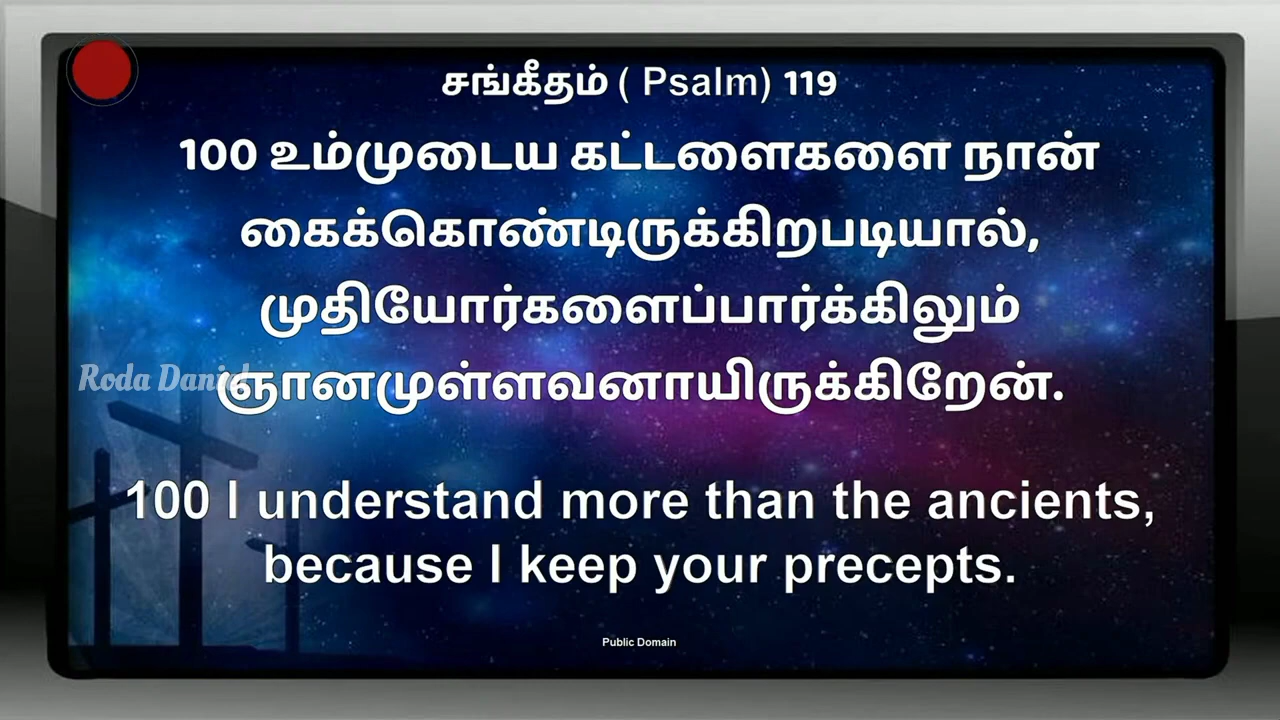 சங்கீதம் ( Psalm) 119
100 உம்முடைய கட்டளைகளை நான்
கைக்கொண்டிருக்கிறபடியால்,
முதியோர்களைப்பார்க்கிலும்
Roda Daniel
ஞானமுள்ளவனாயிருக்கிறேன்.
100 I understand more than the ancients,
because I keep your precepts.
Public Domain